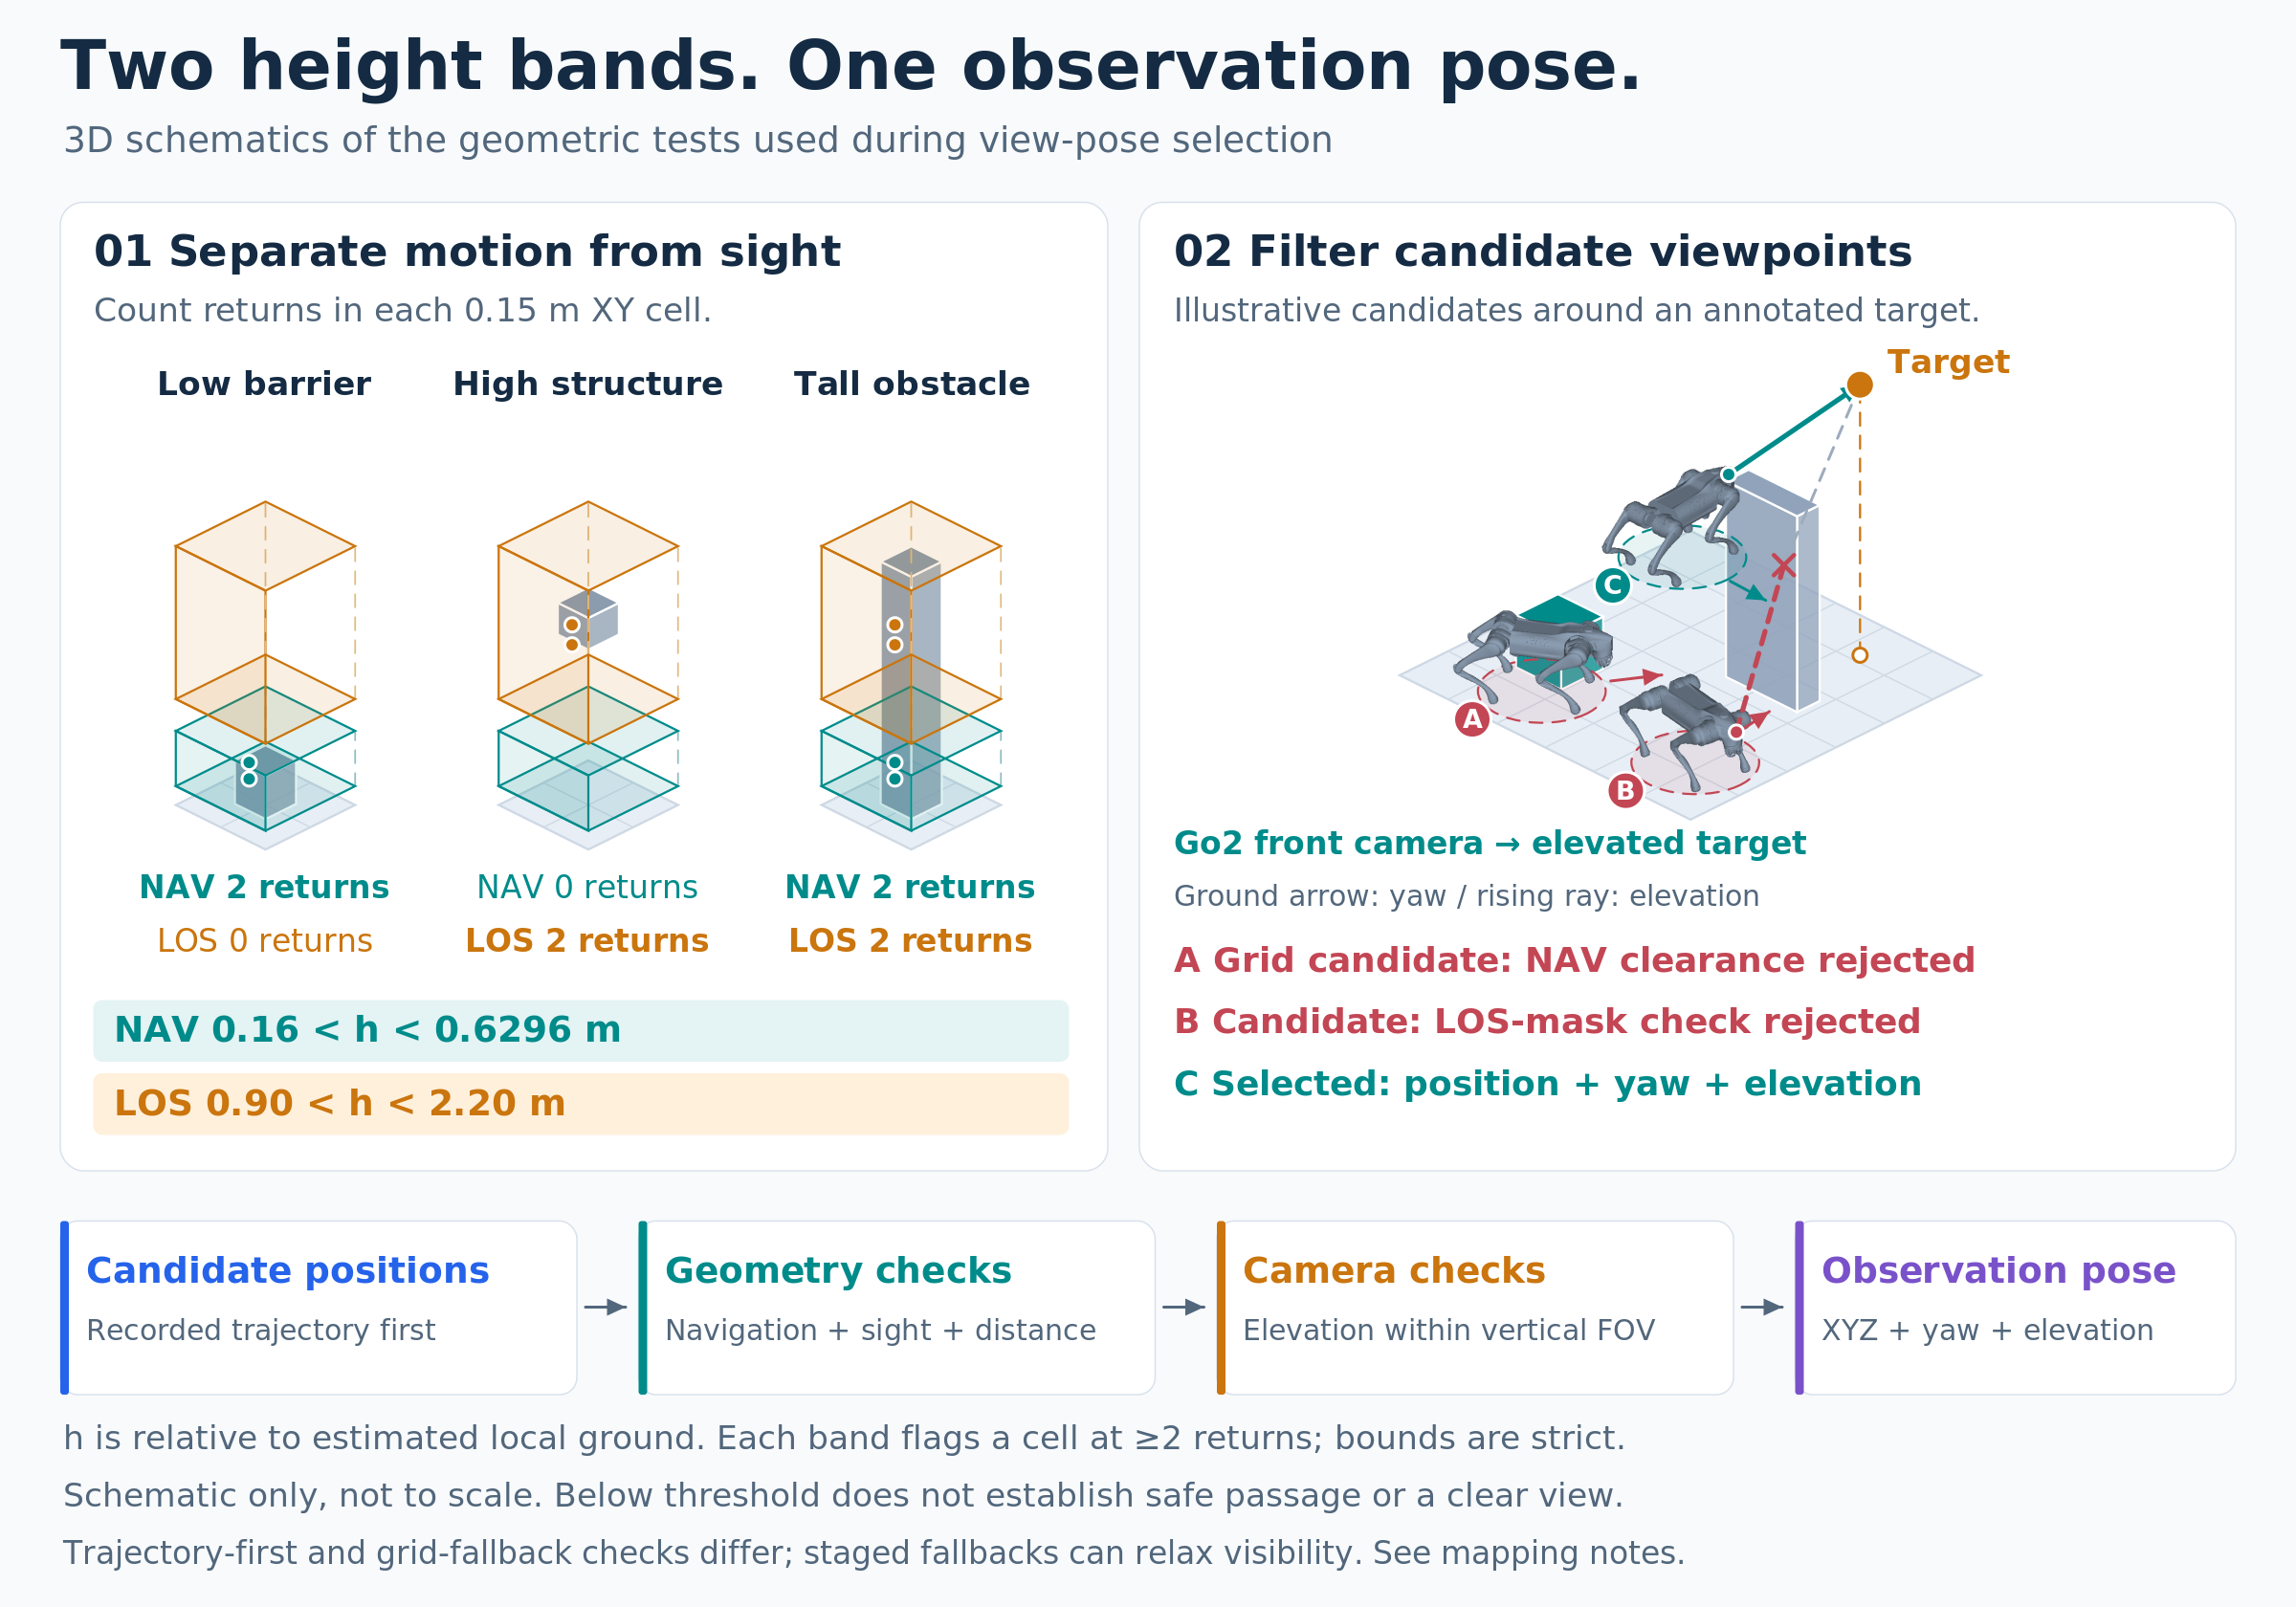 Two height bands. One observation pose.
3D schematics of the geometric tests used during view-pose selection
01 Separate motion from sight
Count returns in each 0.15 m XY cell.
Low barrier
High structure
Tall obstacle
NAV 2 returns
NAV 0 returns
NAV 2 returns
LOS 0 returns
LOS 2 returns
LOS 2 returns
NAV 0.16 < h < 0.6296 m
LOS 0.90 < h < 2.20 m
02 Filter candidate viewpoints
Illustrative candidates around an annotated target.
Target
C
A
B
Go2 front camera → elevated target
Ground arrow: yaw / rising ray: elevation
A Grid candidate: NAV clearance rejected
B Candidate: LOS-mask check rejected
C Selected: position + yaw + elevation
Candidate positions
Recorded trajectory first
Geometry checks
Navigation + sight + distance
Camera checks
Elevation within vertical FOV
Observation pose
XYZ + yaw + elevation
h is relative to estimated local ground. Each band flags a cell at ≥2 returns; bounds are strict.
Schematic only, not to scale. Below threshold does not establish safe passage or a clear view.
Trajectory-first and grid-fallback checks differ; staged fallbacks can relax visibility. See mapping notes.